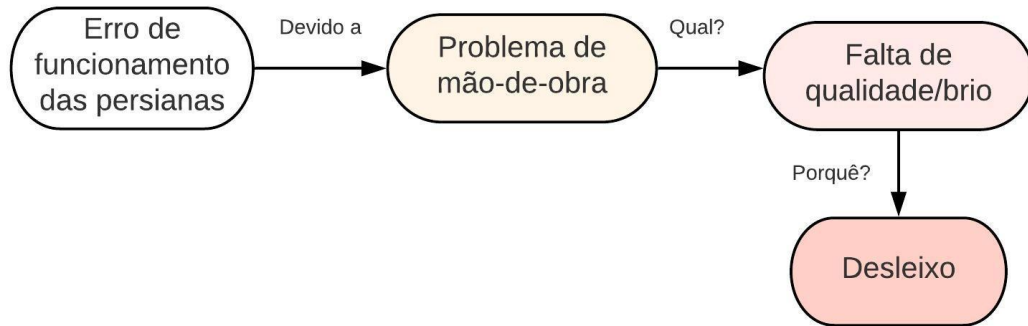 Erro de
funcionamento
das persianas
Devido a
Problema de
mão-de-obra
Qual?
Falta de
qualidade/brio
Porquê?
Desleixo